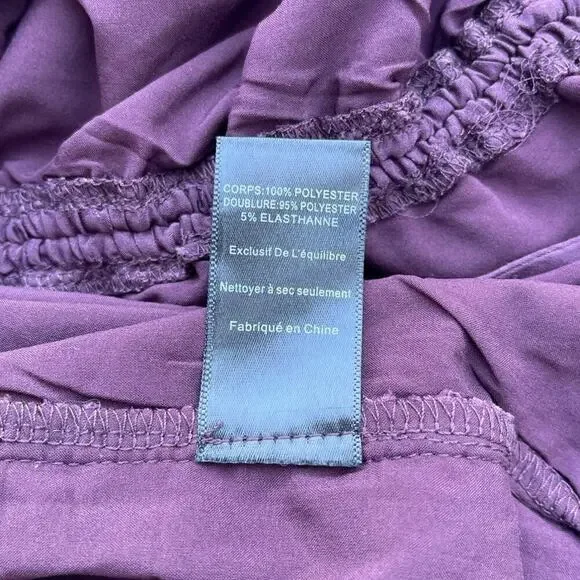 CORPS:100% POLYESTER
DOUBLURE:95% POLYESTER
5% ELASTHANNE
Exclusif De L'équilibre
Nettoyer à sec seulement
Fabriqué en Chine